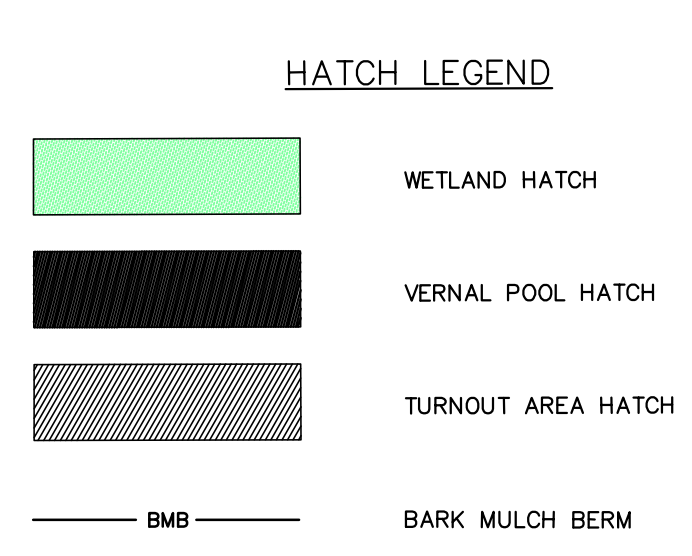 HATCH LEGEND
WETLAND HATCH
VERNAL POOL HATCH
TURNOUT AREA HATCH
BMB BARK MULCH BERM